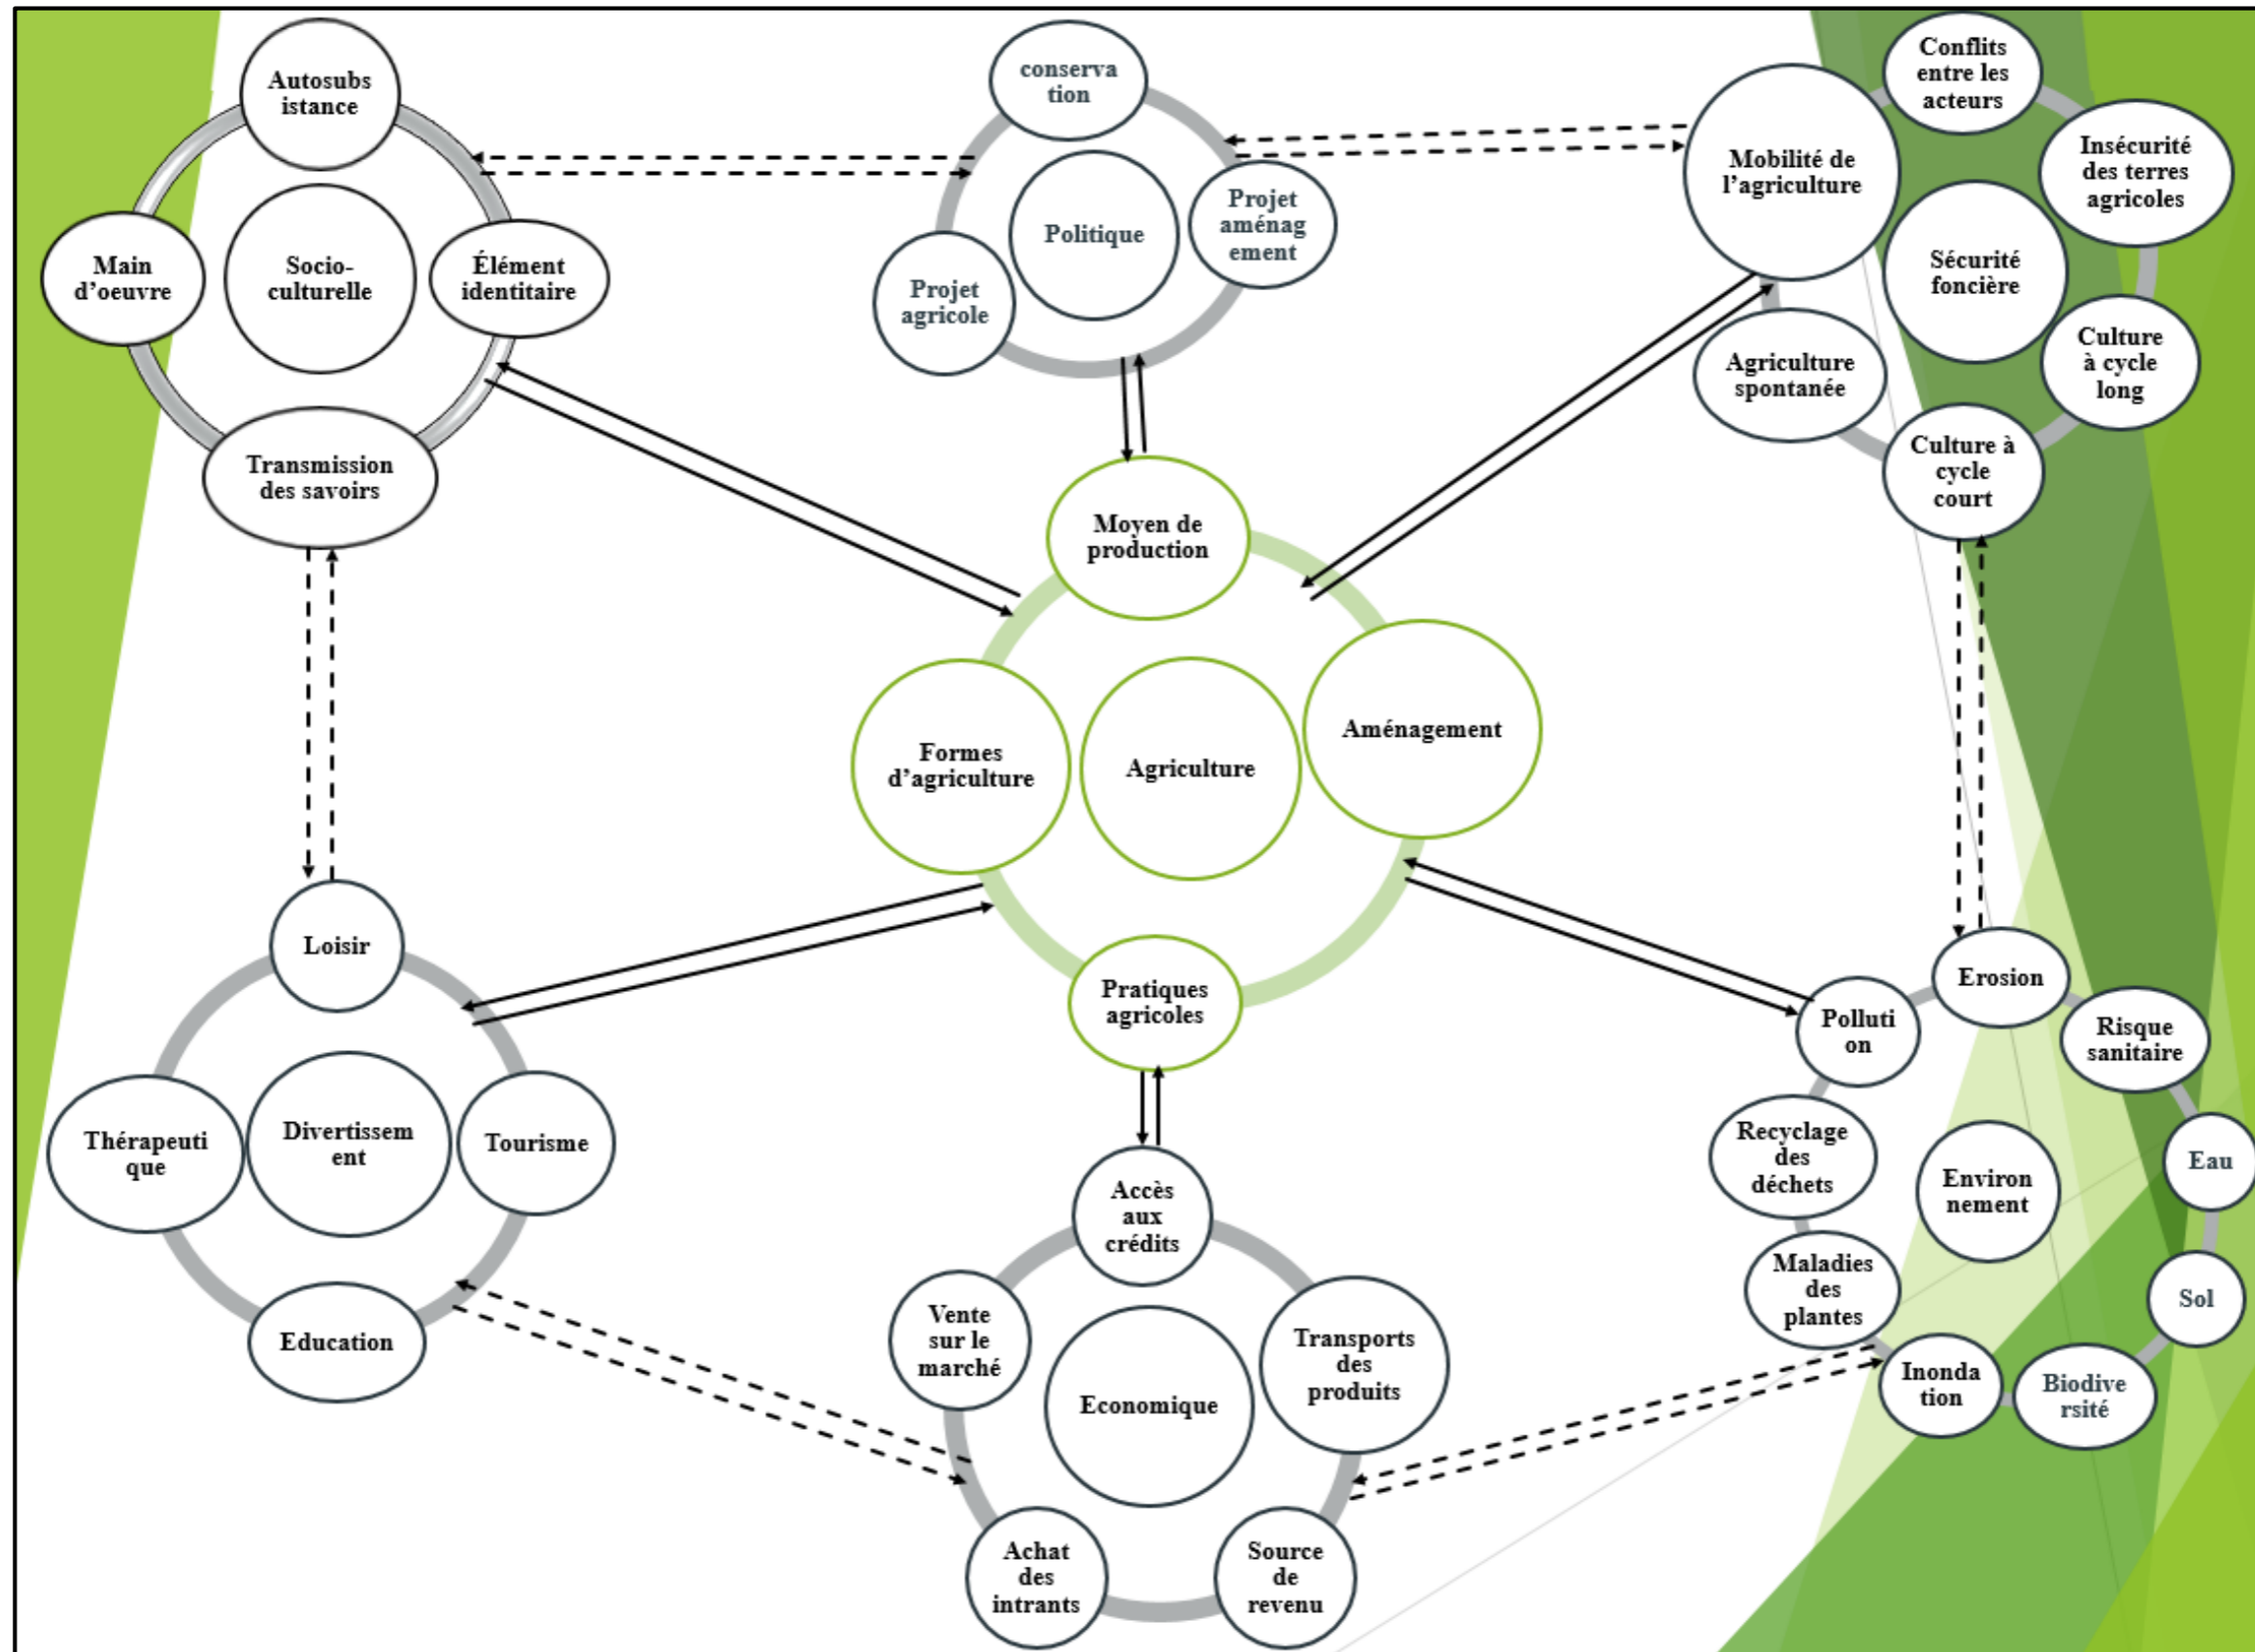 Autosubs
istance
Main
d’oeuvre
Socio-
culturelle
Élément
identitaire
Transmission
des savoirs
conserva
tion
Politique
Projet
aménag
ement
Projet
agricole
Conflits
entre les
acteurs
Mobilité de
l’agriculture
Insécurité
des terres
agricoles
Sécurité
foncière
Culture
à cycle
long
Agriculture
spontanée
Culture à
cycle
court
Moyen de
production
Formes
d’agriculture
Agriculture
Aménagement
Pratiques
agricoles
Loisir
Thérapeuti
que
Divertissem
ent
Tourisme
Education
Accès
aux
crédits
Vente
sur le
marché
Economique
Transports
des
produits
Achat
des
intrants
Source
de
revenu
Erosion
Polluti
on
Risque
sanitaire
Recyclage
des
déchets
Environ
nement
Eau
Maladies
des
plantes
Sol
Inonda
tion
Biodive
rsité